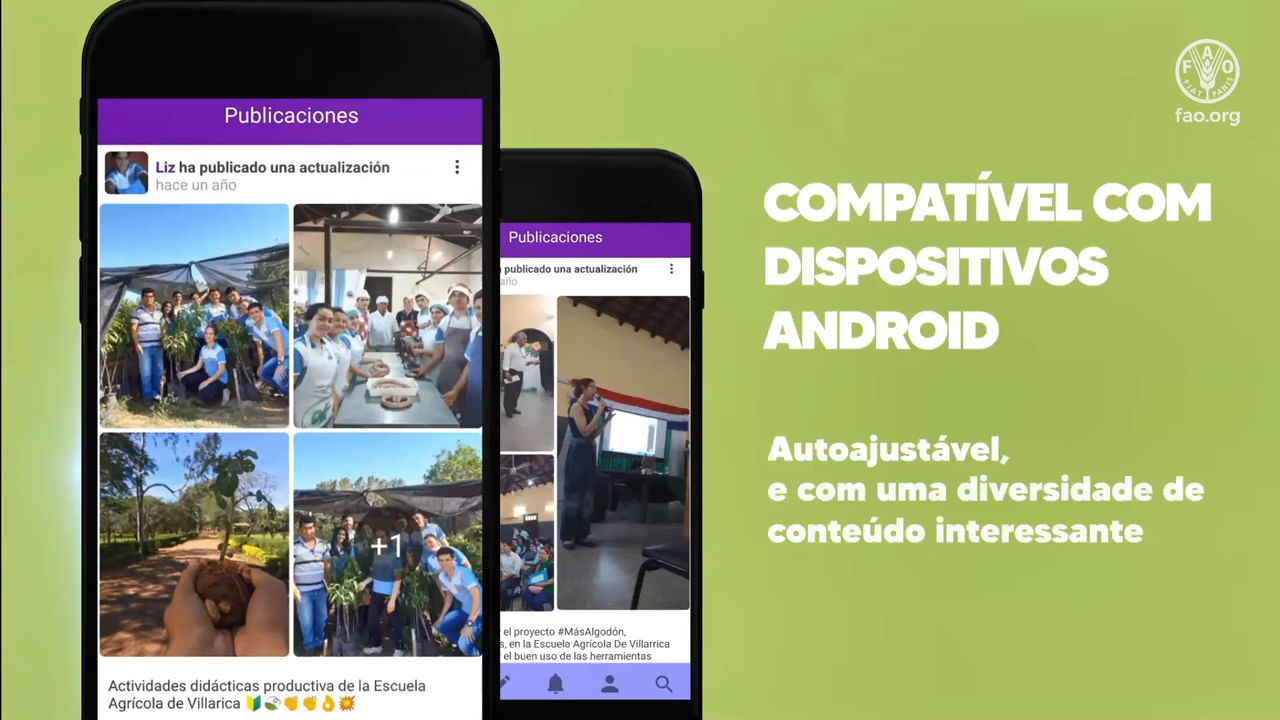 Publicaciones
Liz ha publicado una actualización
hace un año
+1
Actividades didácticas productiva de la Escuela
Agrícola de Villarica 🔰🍃👏👏👌💥
Publicaciones
publicado una actualización
año
el proyecto #MásAlgodón,
s, en la Escuela Agrícola De Villarrica
el buen uso de las herramientas
FAO
FIAT PANIS
fao.org
COMPATÍVEL COM
DISPOSITIVOS
ANDROID
Autoajustável,
e com uma diversidade de
conteúdo interessante